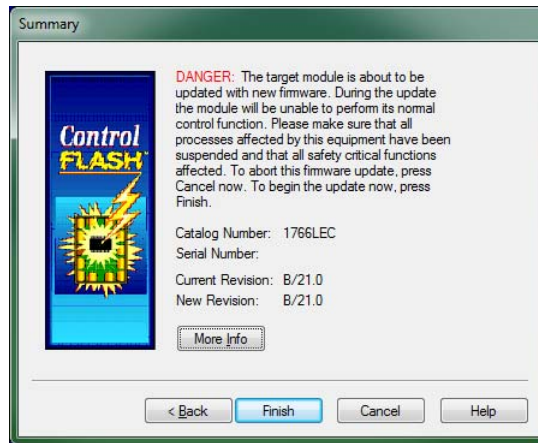 Summary
Control
FLASH
DANGER: The target module is about to be
updated with new firmware. During the update
the module will be unable to perform its normal
control function. Please make sure that all
processes affected by this equipment have been
suspended and that all safety critical functions
affected. To abort this firmware update, press
Cancel now. To begin the update now, press
Finish.
Catalog Number: 1766LEC
Serial Number:
Current Revision: B/21.0
New Revision: B/21.0
More Info
< Back
Finish
Cancel
Help